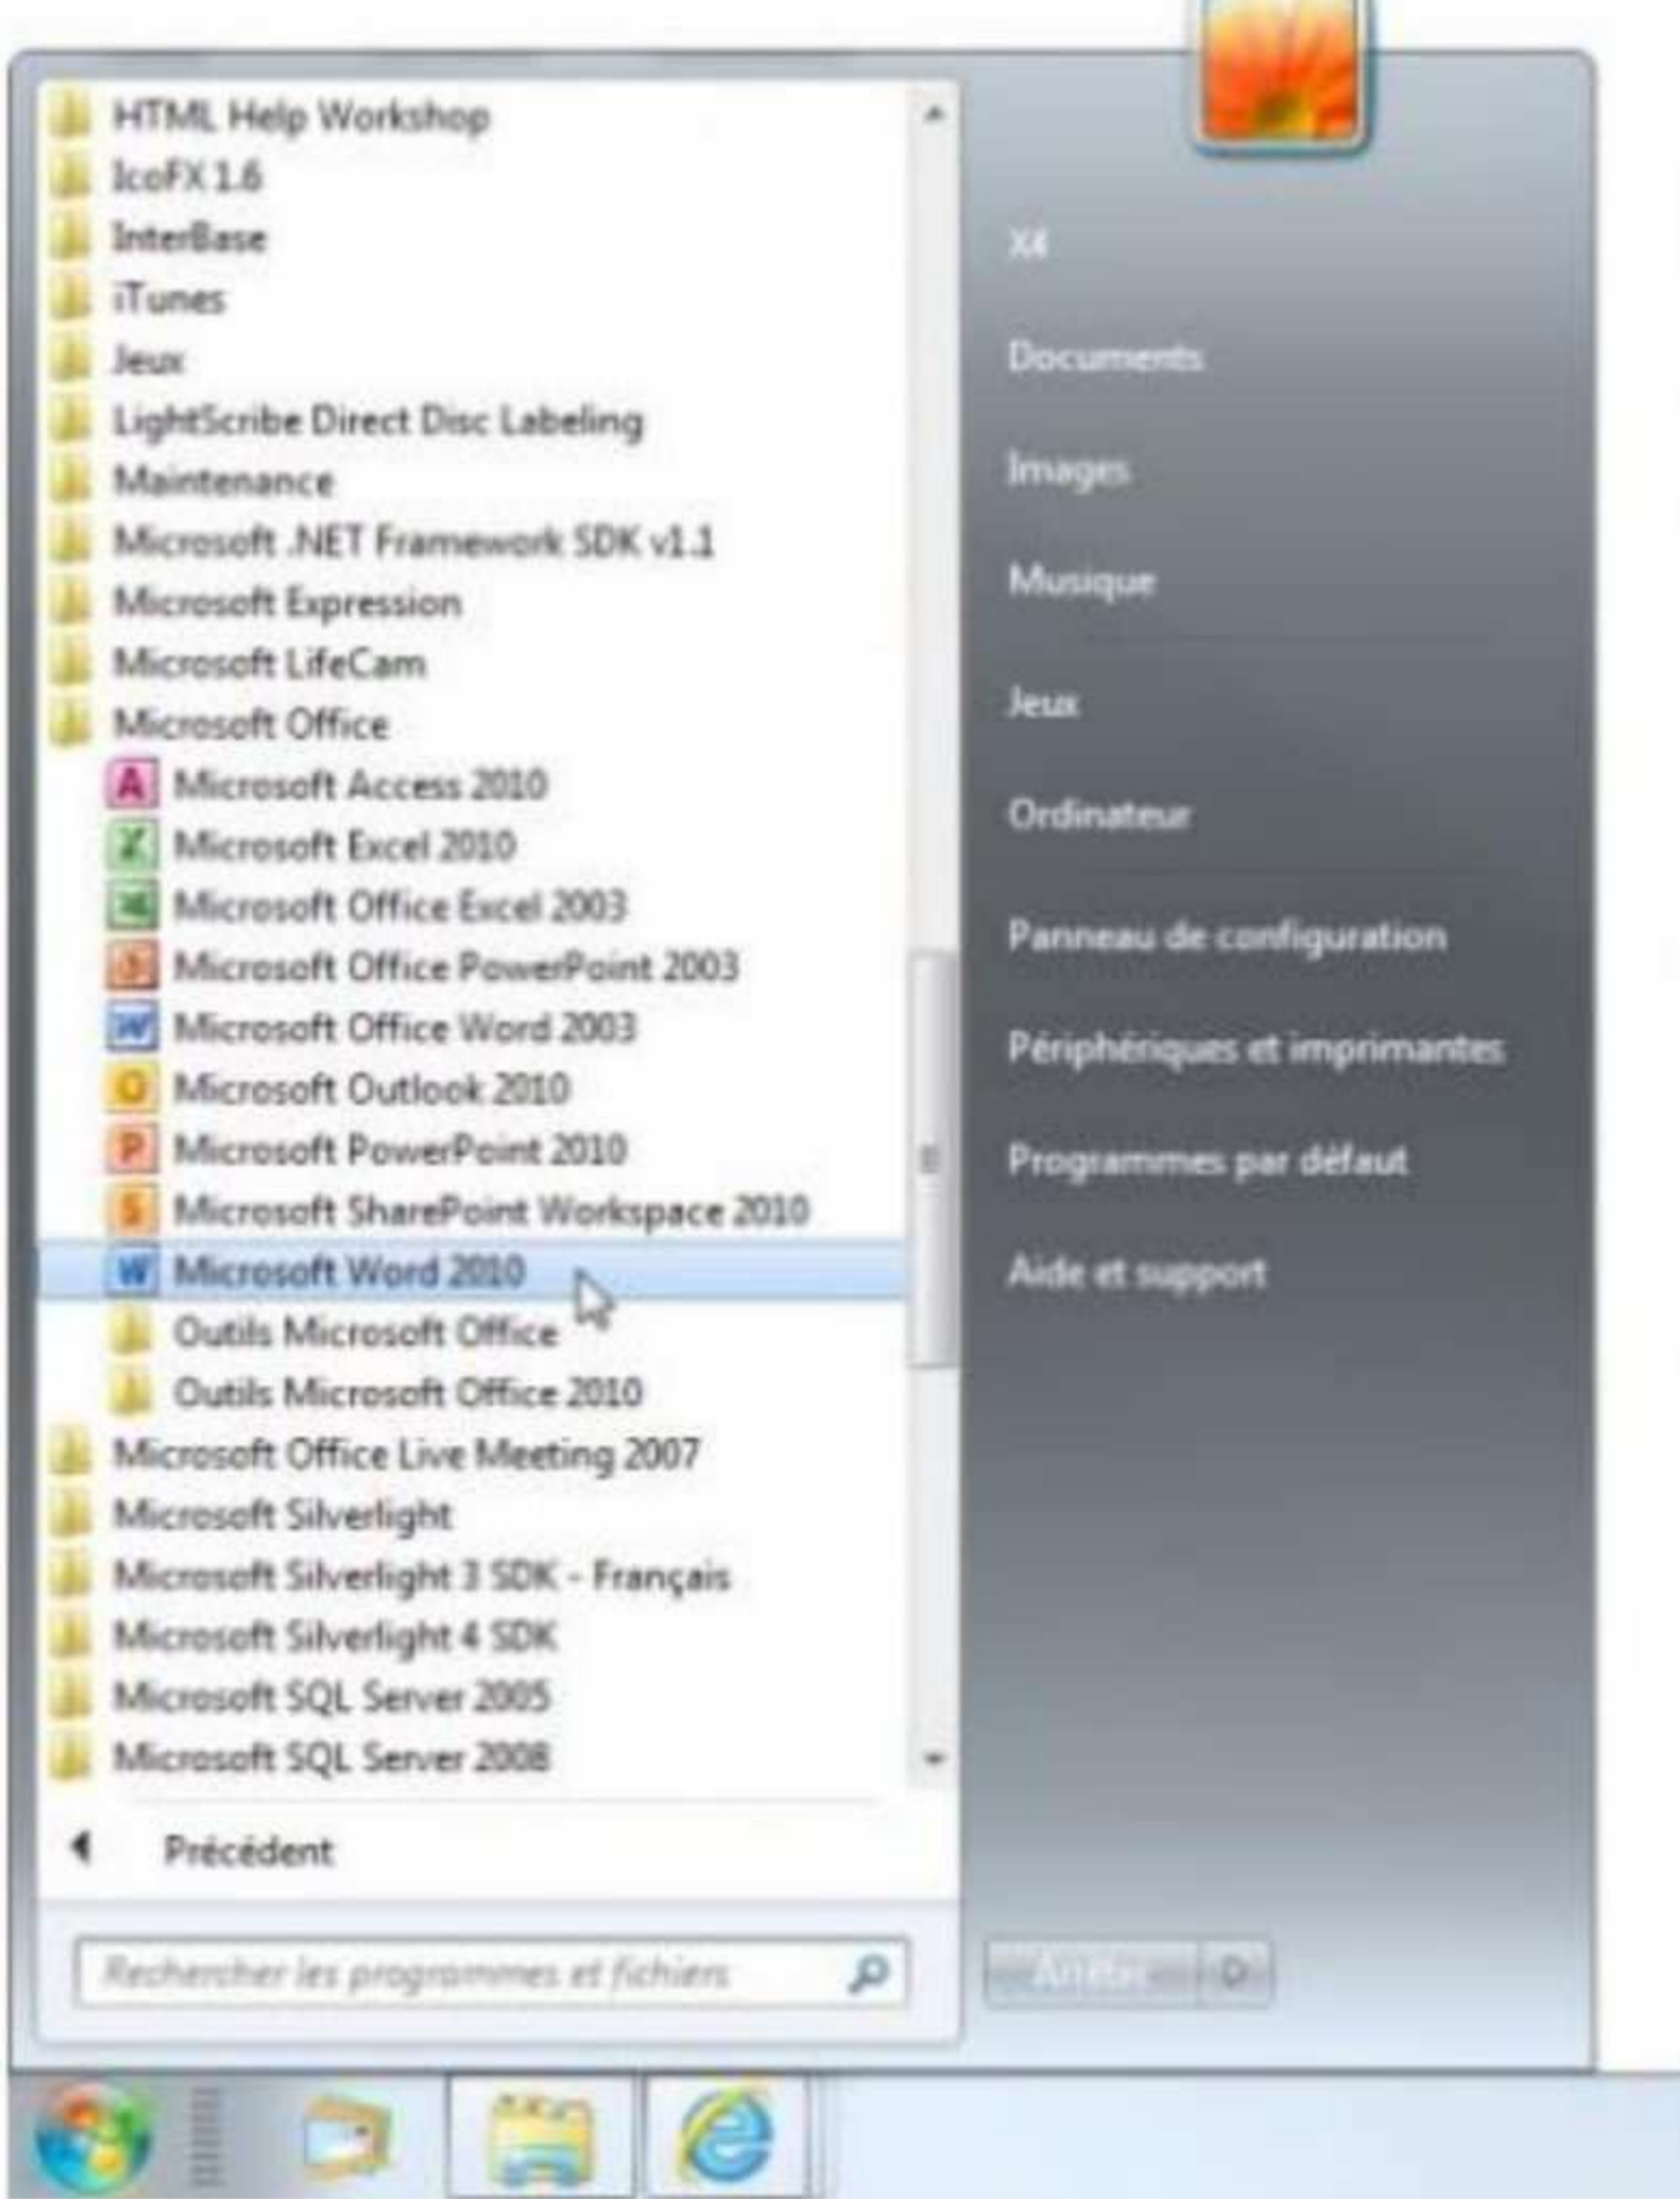 HTML Help Workshop
IcoFX 1.6
InterBase
iTunes
Jeux
LightScribe Direct Disc Labeling
Maintenance
Microsoft .NET Framework SDK v1.1
Microsoft Expression
Microsoft LifeCam
Microsoft Office
Microsoft Access 2010
Microsoft Excel 2010
Microsoft Office Excel 2003
Microsoft Office PowerPoint 2003
Microsoft Office Word 2003
Microsoft Outlook 2010
Microsoft PowerPoint 2010
Microsoft SharePoint Workspace 2010
Microsoft Word 2010
Outils Microsoft Office
Outils Microsoft Office 2010
Microsoft Office Live Meeting 2007
Microsoft Silverlight
Microsoft Silverlight 3 SDK - Français
Microsoft Silverlight 4 SDK
Microsoft SQL Server 2005
Microsoft SQL Server 2008
Précédent
Rechercher les programmes et fichiers
X4
Documents
Images
Musique
Jeux
Ordinateur
Panneau de configuration
Périphériques et imprimantes
Programmes par défaut
Aide et support
Arrêter